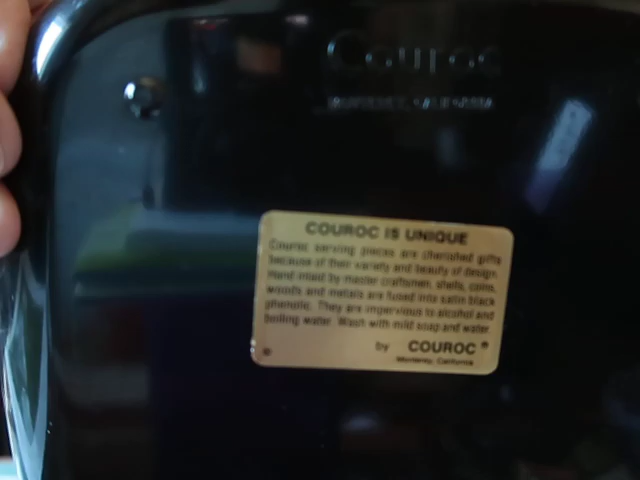 Couroc
MONTEREY, CALIFORNIA
COUROC IS UNIQUE
Couroc serving pieces are cherished gifts
because of their variety and beauty of design.
Hand inlaid by master craftsmen, shells, coins,
woods and metals are fused into satin black
phenolic. They are impervious to alcohol and
boiling water. Wash with mild soap and water.
by COUROC ®
Monterey, California